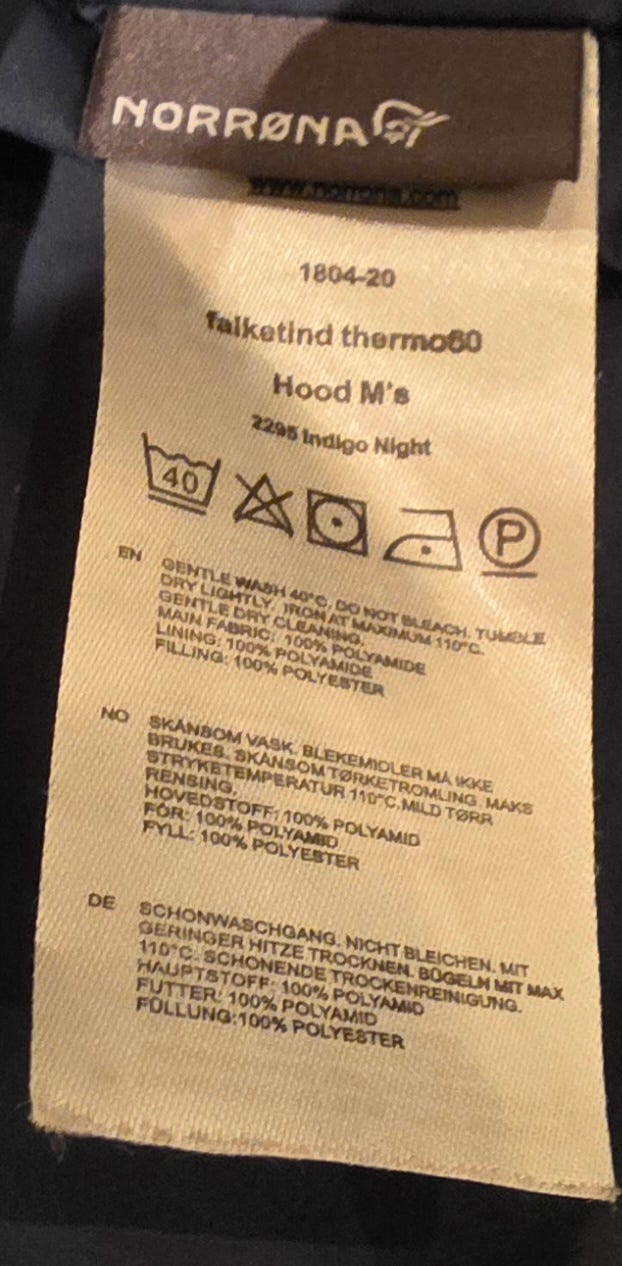 NORRØNA
www.norrona.com
1804-20
falketind thermo60
Hood M's
2295 Indigo Night
40
P
EN GENTLE WASH 40°C. DO NOT BLEACH. TUMBLE
DRY LIGHTLY. IRON AT MAXIMUM 110°C.
GENTLE DRY CLEANING.
MAIN FABRIC: 100% POLYAMIDE
LINING: 100% POLYAMIDE
FILLING: 100% POLYESTER
NO SKÅNSOM VASK. BLEKEMIDLER MÅ IKKE
BRUKES. SKÅNSOM TØRKETROMLING. MAKS
STRYKETEMPERATUR 110°C. MILD TØRR
RENSING.
HOVEDSTOFF: 100% POLYAMID
FÓR: 100% POLYAMID
FYLL: 100% POLYESTER
DE SCHONWASCHGANG. NICHT BLEICHEN. MIT
GERINGER HITZE TROCKNEN. BÜGELN MIT MAX
110°C. SCHONENDE TROCKENREINIGUNG.
HAUPTSTOFF: 100% POLYAMID
FUTTER: 100% POLYAMID
FÜLLUNG:100% POLYESTER